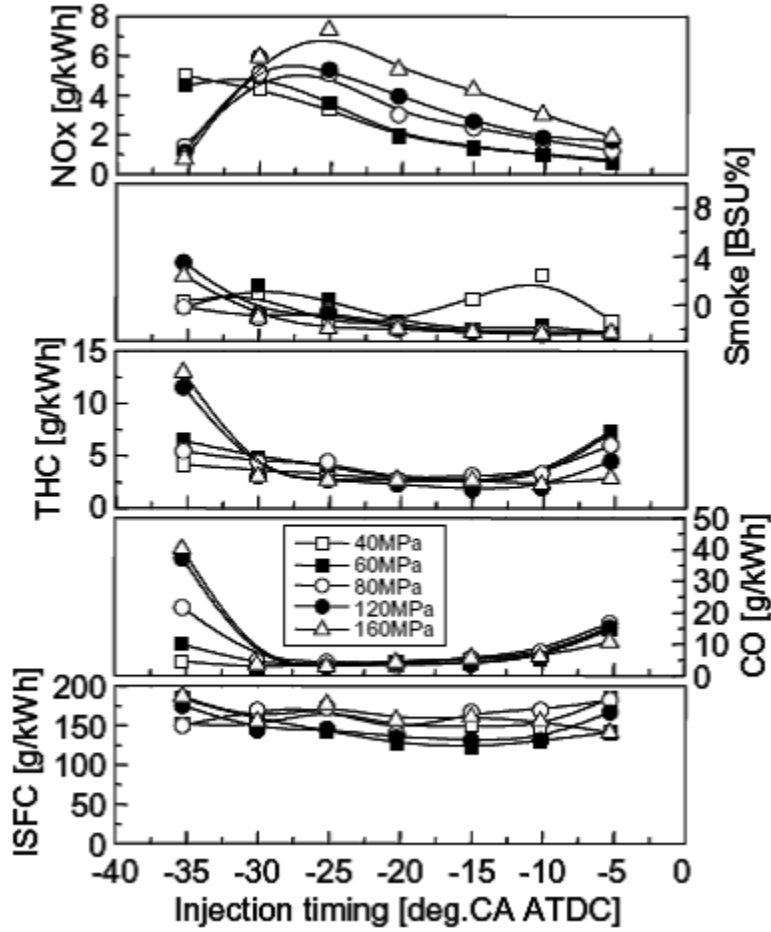 NOx [g/kWh]
8
6
4
2
0
Smoke [BSU%]
8
4
0
THC [g/kWh]
15
10
5
0
CO [g/kWh]
50
40
30
20
10
0
40MPa
60MPa
80MPa
120MPa
160MPa
ISFC [g/kWh]
200
150
100
50
0
-40 -35 -30 -25 -20 -15 -10 -5 0
Injection timing [deg.CA ATDC]